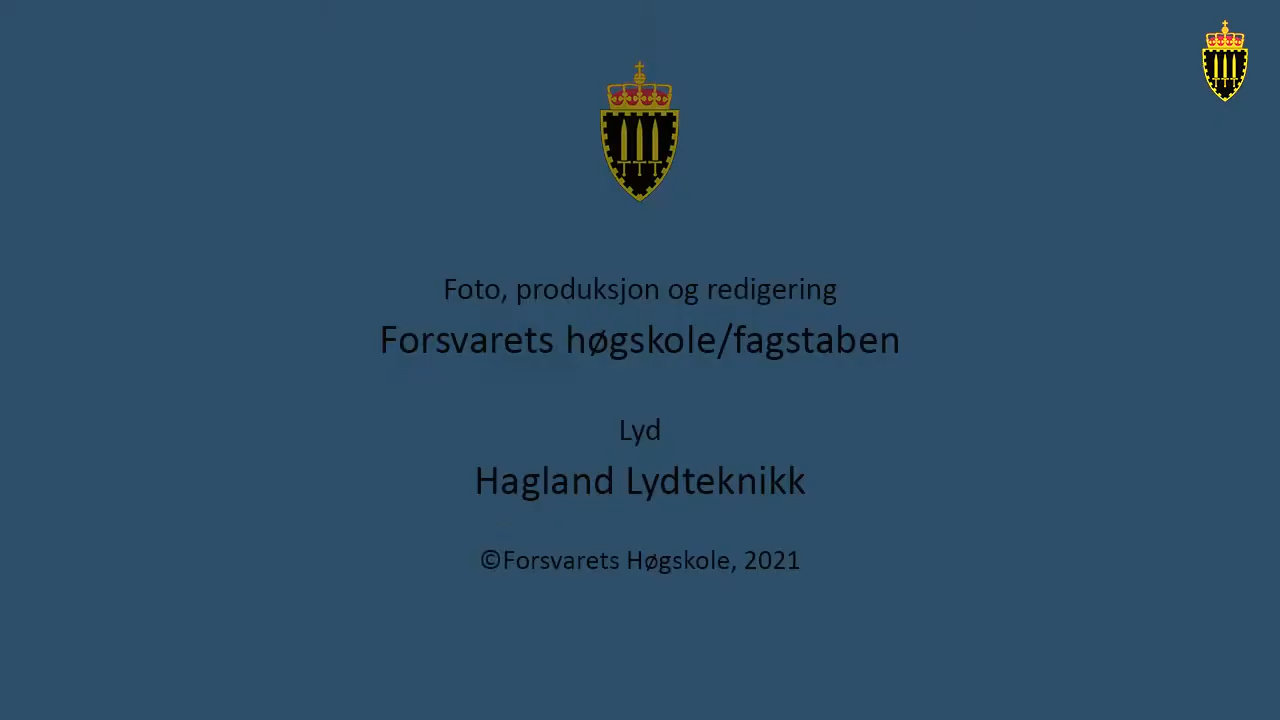 Foto, produksjon og redigering
Forsvarets høgskole/fagstaben
Lyd
Hagland Lydteknikk
©Forsvarets Høgskole, 2021